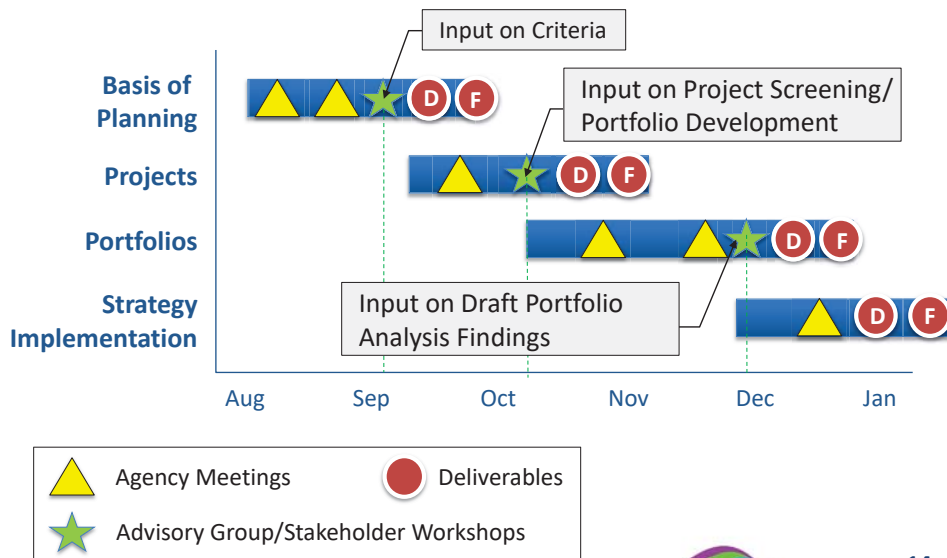 Input on Criteria
Basis of
Planning
D F
Input on Project Screening/
Portfolio Development
Projects
D F
Portfolios
D F
Input on Draft Portfolio
Analysis Findings
Strategy
Implementation
D F
Aug Sep Oct Nov Dec Jan
Agency Meetings
Deliverables
Advisory Group/Stakeholder Workshops